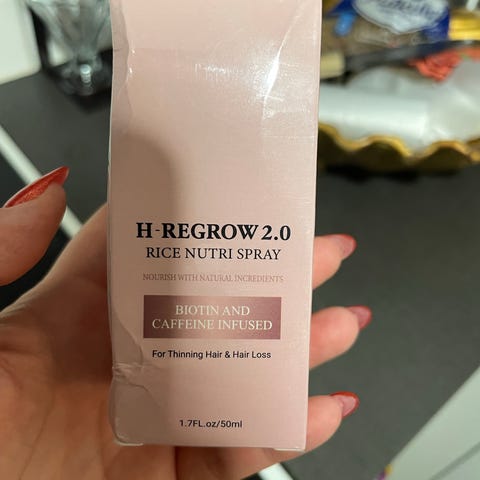 H-REGROW 2.0
RICE NUTRI SPRAY
NOURISH WITH NATURAL INGREDIENTS
BIOTIN AND
CAFFEINE INFUSED
For Thinning Hair & Hair Loss
1.7FL.oz/50ml